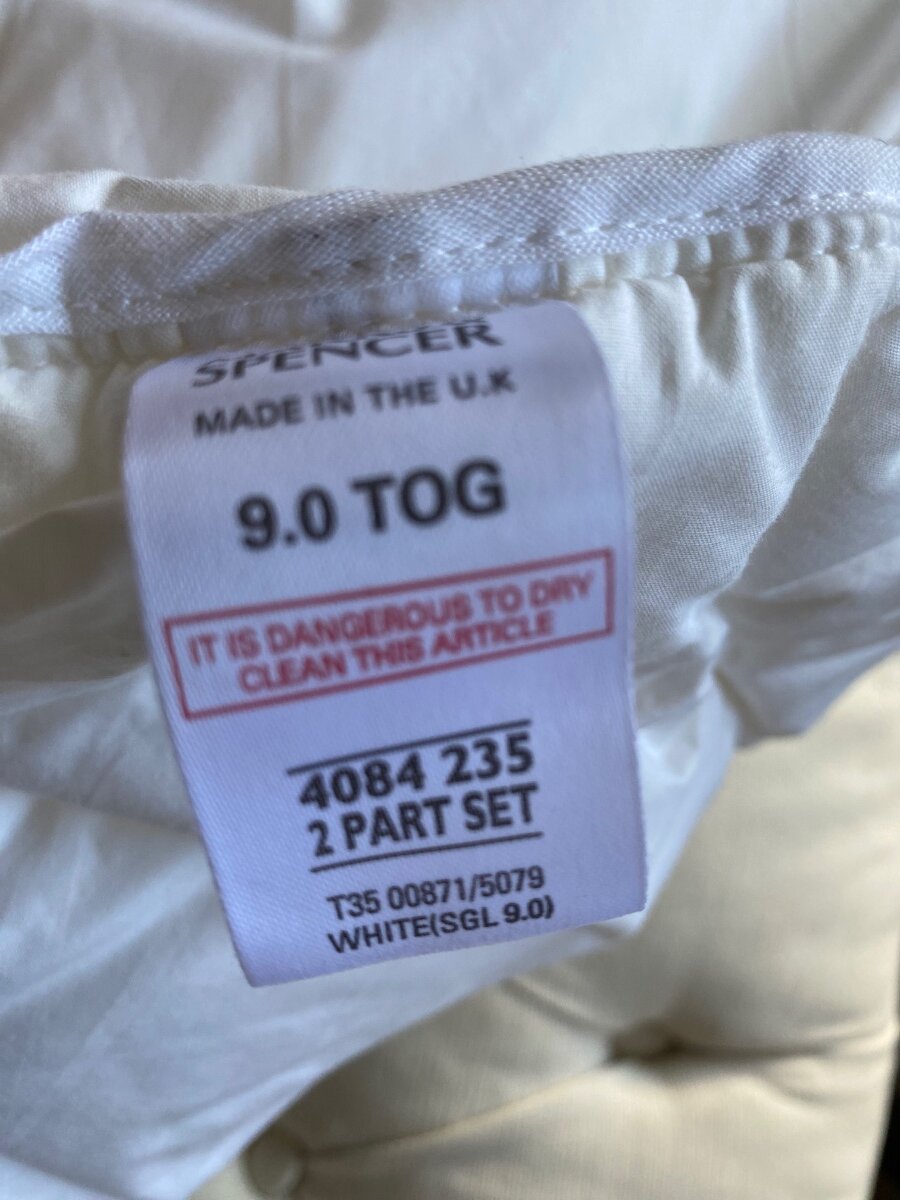 SPENCER
MADE IN THE U.K
9.0 TOG
IT IS DANGEROUS TO DRY
CLEAN THIS ARTICLE
4084 235
2 PART SET
T35 00871/5079
WHITE(SGL 9.0)